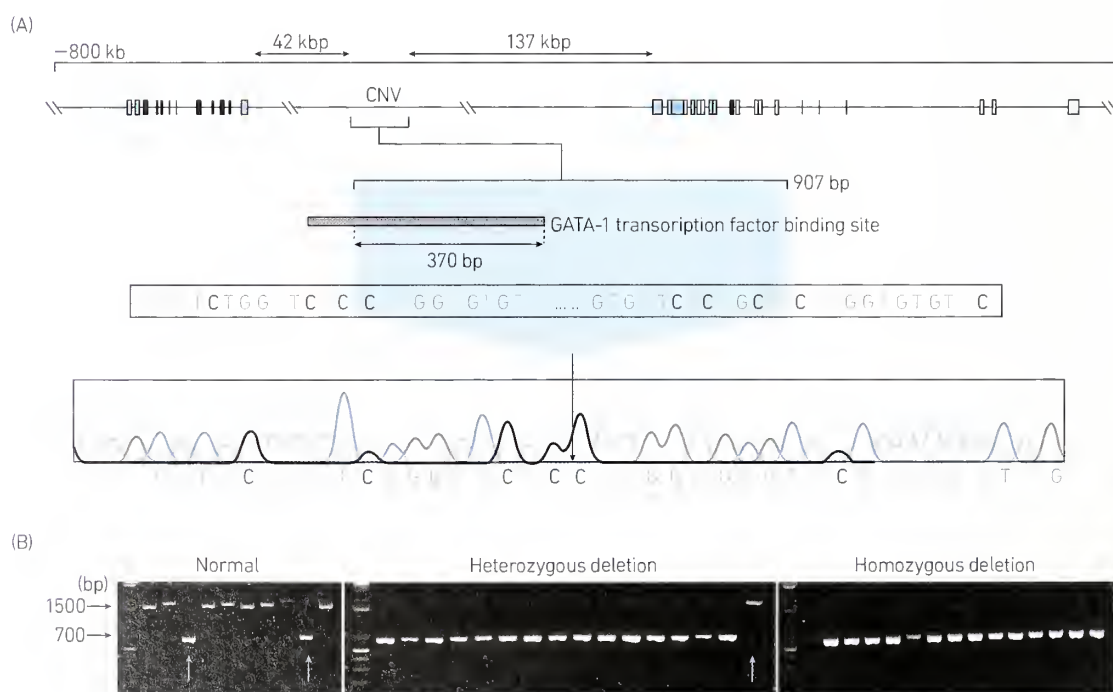 (A)
−800 kb
42 kbp
137 kbp
CNV
907 bp
GATA-1 transcription factor binding site
370 bp
C T G G T C C C G G G T G T ..... G T G T C C G C C G G T G T G T C
C C C C C C T G
(B)
Normal Heterozygous deletion Homozygous deletion
(bp)
1500
700